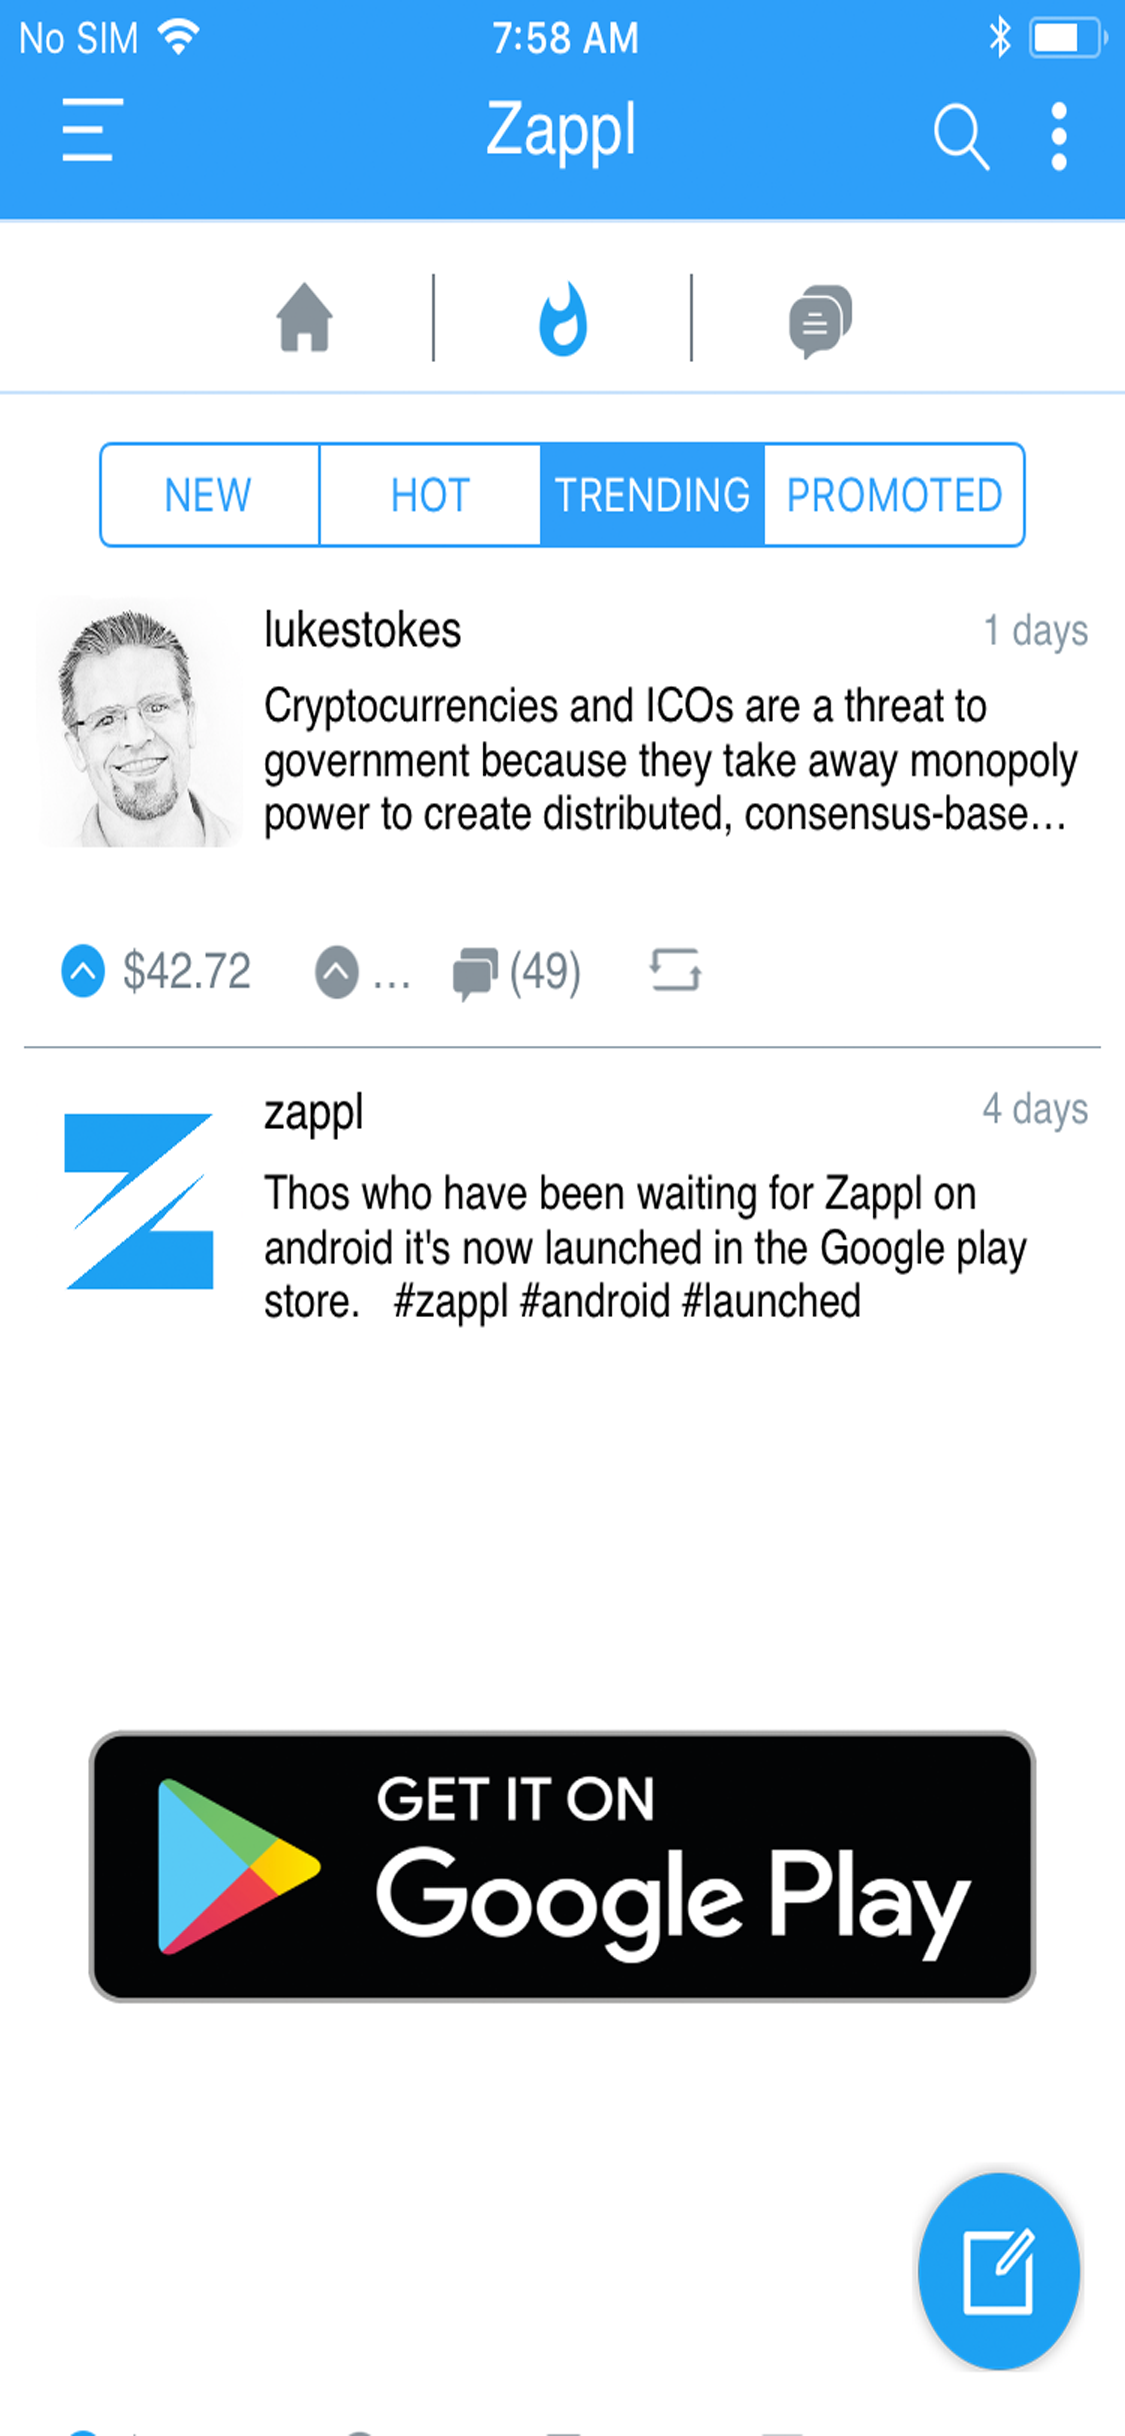 No SIM 7:58 AM
Zappl
NEW HOT TRENDING PROMOTED
lukestokes 1 days
Cryptocurrencies and ICOs are a threat to
government because they take away monopoly
power to create distributed, consensus-base...
$42.72 ... (49)
zappl 4 days
Thos who have been waiting for Zappl on
android it's now launched in the Google play
store. #zappl #android #launched
GET IT ON
Google Play